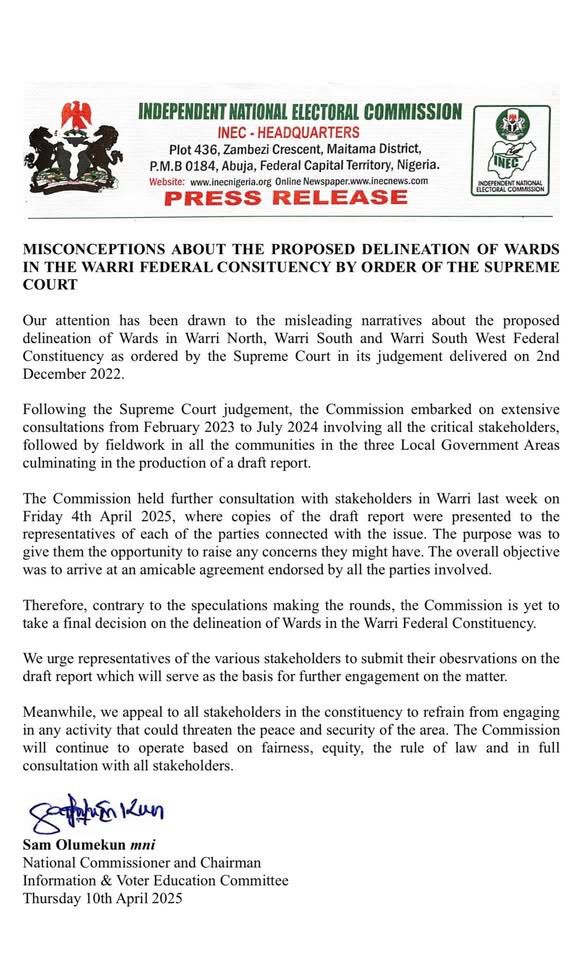 INDEPENDENT NATIONAL ELECTORAL COMMISSION
INEC - HEADQUARTERS
Plot 436, Zambezi Crescent, Maitama District,
P.M.B 0184, Abuja, Federal Capital Territory, Nigeria.
Website: www.inecnigeria.org Online Newspaper.www.inecnews.com
PRESS RELEASE
INEC
INDEPENDENT NATIONAL
ELECTORAL COMMISSION
MISCONCEPTIONS ABOUT THE PROPOSED DELINEATION OF WARDS
IN THE WARRI FEDERAL CONSITUENCY BY ORDER OF THE SUPREME
COURT
Our attention has been drawn to the misleading narratives about the proposed
delineation of Wards in Warri North, Warri South and Warri South West Federal
Constituency as ordered by the Supreme Court in its judgement delivered on 2nd
December 2022.
Following the Supreme Court judgement, the Commission embarked on extensive
consultations from February 2023 to July 2024 involving all the critical stakeholders,
followed by fieldwork in all the communities in the three Local Government Areas
culminating in the production of a draft report.
The Commission held further consultation with stakeholders in Warri last week on
Friday 4th April 2025, where copies of the draft report were presented to the
representatives of each of the parties connected with the issue. The purpose was to
give them the opportunity to raise any concerns they might have. The overall objective
was to arrive at an amicable agreement endorsed by all the parties involved.
Therefore, contrary to the speculations making the rounds, the Commission is yet to
take a final decision on the delineation of Wards in the Warri Federal Constituency.
We urge representatives of the various stakeholders to submit their obesrvations on the
draft report which will serve as the basis for further engagement on the matter.
Meanwhile, we appeal to all stakeholders in the constituency to refrain from engaging
in any activity that could threaten the peace and security of the area. The Commission
will continue to operate based on fairness, equity, the rule of law and in full
consultation with all stakeholders.
Sam Olumekun mni
National Commissioner and Chairman
Information & Voter Education Committee
Thursday 10th April 2025